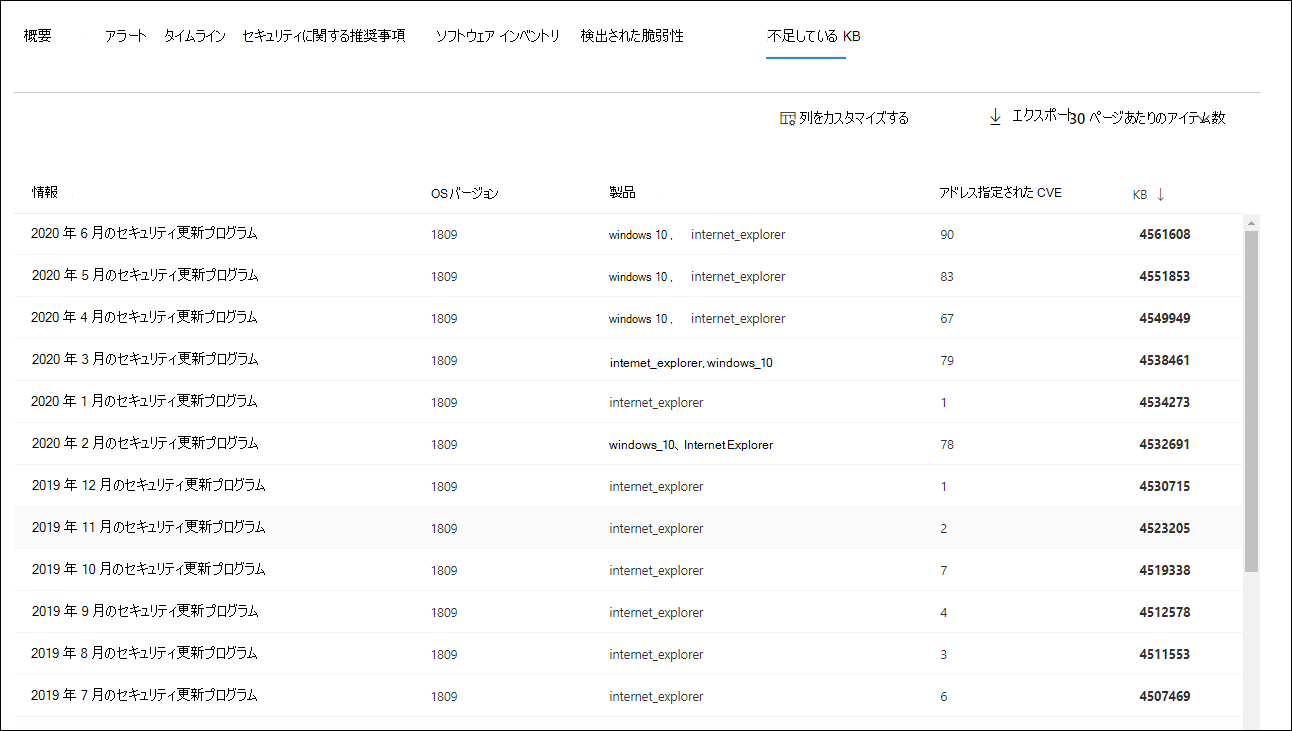 概要 アラート タイムライン セキュリティに関する推奨事項 ソフトウェア インベントリ 検出された脆弱性 不足している KB
列をカスタマイズする エクスポート 30 ページあたりのアイテム数
情報 OSバージョン 製品 アドレス指定された CVE KB ↓
2020 年 6 月のセキュリティ更新プログラム 1809 windows 10 , internet_explorer 90 4561608
2020 年 5 月のセキュリティ更新プログラム 1809 windows 10 , internet_explorer 83 4551853
2020 年 4 月のセキュリティ更新プログラム 1809 windows 10 , internet_explorer 67 4549949
2020 年 3 月のセキュリティ更新プログラム 1809 intemet_explorer, windows_10 79 4538461
2020 年 1 月のセキュリティ更新プログラム 1809 internet_explorer 1 4534273
2020 年 2 月のセキュリティ更新プログラム 1809 windows_10、Internet Explorer 78 4532691
2019 年 12 月のセキュリティ更新プログラム 1809 internet_explorer 1 4530715
2019 年 11 月のセキュリティ更新プログラム 1809 internet_explorer 2 4523205
2019 年 10 月のセキュリティ更新プログラム 1809 internet_explorer 7 4519338
2019 年 9 月のセキュリティ更新プログラム 1809 internet_explorer 4 4512578
2019 年 8 月のセキュリティ更新プログラム 1809 internet_explorer 3 4511553
2019 年 7 月のセキュリティ更新プログラム 1809 internet_explorer 6 4507469